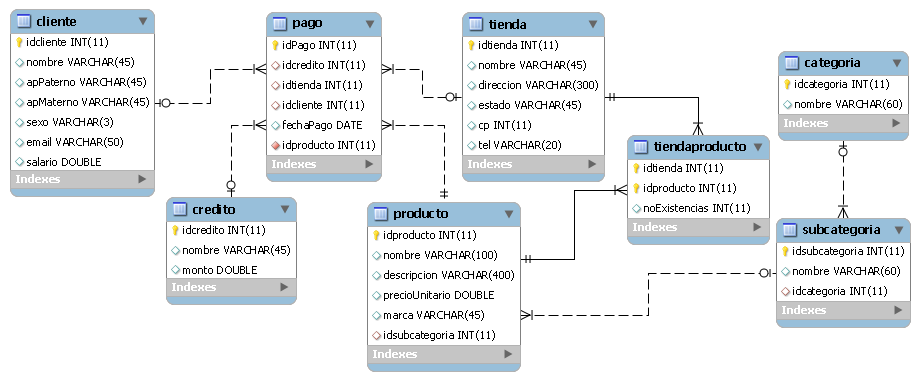 cliente
idcliente INT(11)
nombre VARCHAR(45)
apPaterno VARCHAR(45)
apMaterno VARCHAR(45)
sexo VARCHAR(3)
email VARCHAR(50)
salario DOUBLE
Indexes
pago
idPago INT(11)
idcredito INT(11)
idtienda INT(11)
idcliente INT(11)
fechaPago DATE
idproducto INT(11)
Indexes
tienda
idtienda INT(11)
nombre VARCHAR(45)
direccion VARCHAR(300)
estado VARCHAR(45)
cp INT(11)
tel VARCHAR(20)
Indexes
categoria
idcategoria INT(11)
nombre VARCHAR(60)
Indexes
tiendaproducto
idtienda INT(11)
idproducto INT(11)
noExistencias INT(11)
Indexes
credito
idcredito INT(11)
nombre VARCHAR(45)
monto DOUBLE
Indexes
producto
idproducto INT(11)
nombre VARCHAR(100)
descripcion VARCHAR(400)
precioUnitario DOUBLE
marca VARCHAR(45)
idsubcategoria INT(11)
Indexes
subcategoria
idsubcategoria INT(11)
nombre VARCHAR(60)
idcategoria INT(11)
Indexes